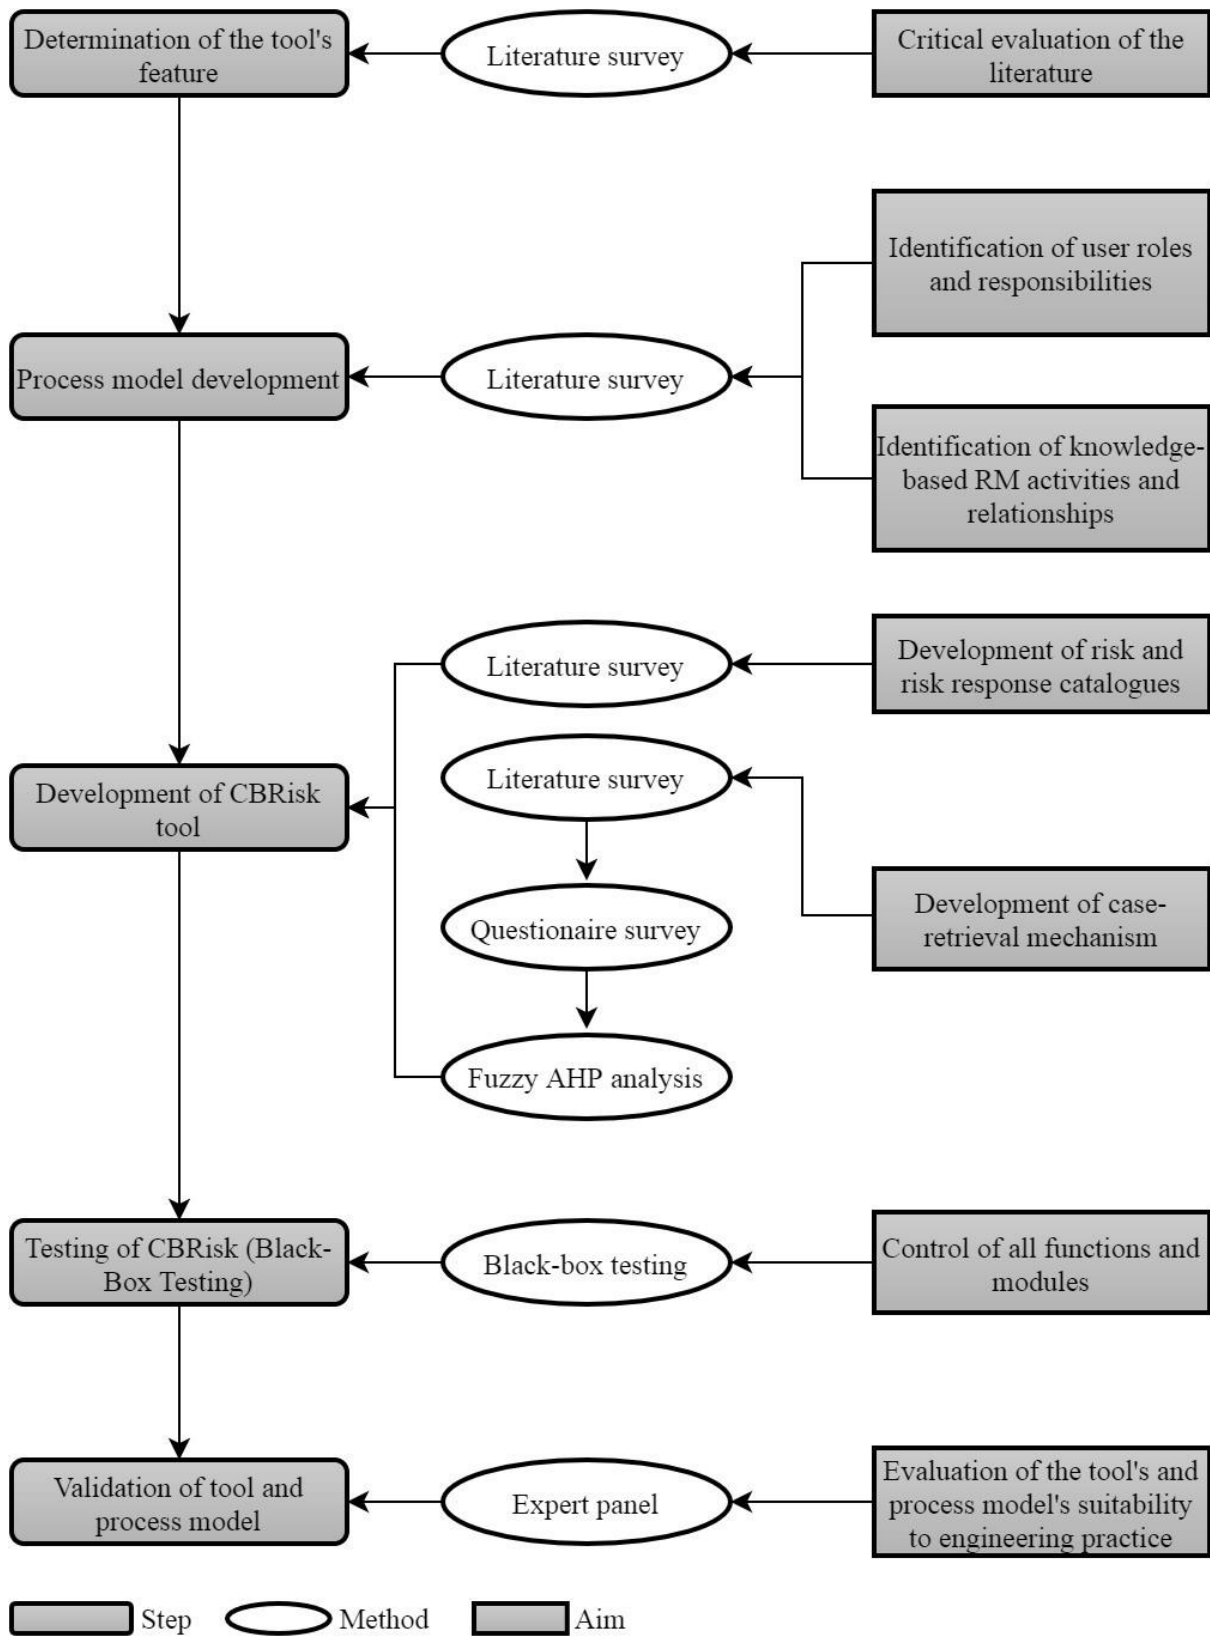 Determination of the tool's
feature
Literature survey
Critical evaluation of the
literature
Identification of user roles
and responsibilities
Process model development
Literature survey
Identification of knowledge-
based RM activities and
relationships
Literature survey
Development of risk and
risk response catalogues
Development of CBRisk
tool
Literature survey
Questionaire survey
Development of case-
retrieval mechanism
Fuzzy AHP analysis
Testing of CBRisk (Black-
Box Testing)
Black-box testing
Control of all functions and
modules
Validation of tool and
process model
Expert panel
Evaluation of the tool's and
process model's suitability
to engineering practice
Step
Method
Aim